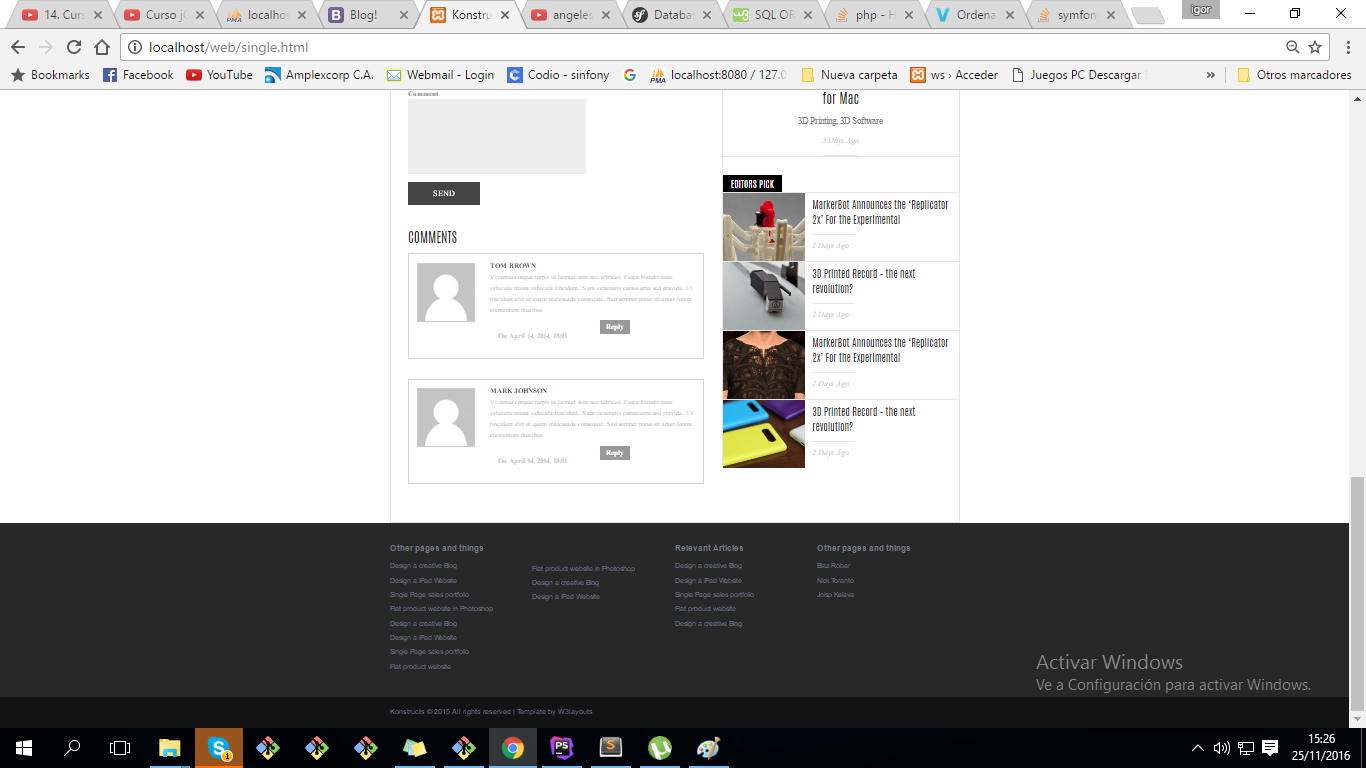 14. Curs
Curso jC
localhos
Blog!
Konstru
angeles
Databas
SQL OR
php - H
Ordena
symfon
igor
localhost/web/single.html
Bookmarks
Facebook
YouTube
Amplexcorp C.A.
Webmail - Login
Codio - sinfony
localhost:8080 / 127.0
Nueva carpeta
ws › Acceder
Juegos PC Descargar
»
Otros marcadores
Comment
SEND
COMMENTS
TOM BROWN
Vivamus congue turpis in laoreet sem nec ultrices. Fusce blandit nunc
vehicula massa vehicula tincidunt. Nam venenatis cursus urna sed gravida. Ut
tincidunt elit ut quam malesuada consequat. Sed semper purus sit amet lorem
elementum faucibus.
On April 14, 2014, 18:01
Reply
MARK JOHNSON
Vivamus congue turpis in laoreet sem nec ultrices. Fusce blandit nunc
vehicula massa vehicula tincidunt. Nam venenatis cursus urna sed gravida. Ut
tincidunt elit ut quam malesuada consequat. Sed semper purus sit amet lorem
elementum faucibus.
On April 14, 2014, 18:01
Reply
for Mac
3D Printing, 3D Software
3 Days Ago
EDITORS PICK
MarkerBot Announces the ‘Replicator
2x’ For the Experimental
2 Days Ago
3D Printed Record – the next
revolution?
2 Days Ago
MarkerBot Announces the ‘Replicator
2x’ For the Experimental
2 Days Ago
3D Printed Record – the next
revolution?
2 Days Ago
Other pages and things
Design a creative Blog
Design a iPad Website
Single Page sales portfolio
Flat product website in Photoshop
Design a creative Blog
Design a iPad Website
Single Page sales portfolio
Flat product website
Flat product website in Photoshop
Design a creative Blog
Design a iPad Website
Relevant Articles
Design a creative Blog
Design a iPad Website
Single Page sales portfolio
Flat product website
Design a creative Blog
Other pages and things
Blaz Robar
Nick Toranto
Activar Windows
Ve a Configuración para activar Windows.
Konstructs © 2015 All rights reserved | Template by W3layouts
15:26
25/11/2016